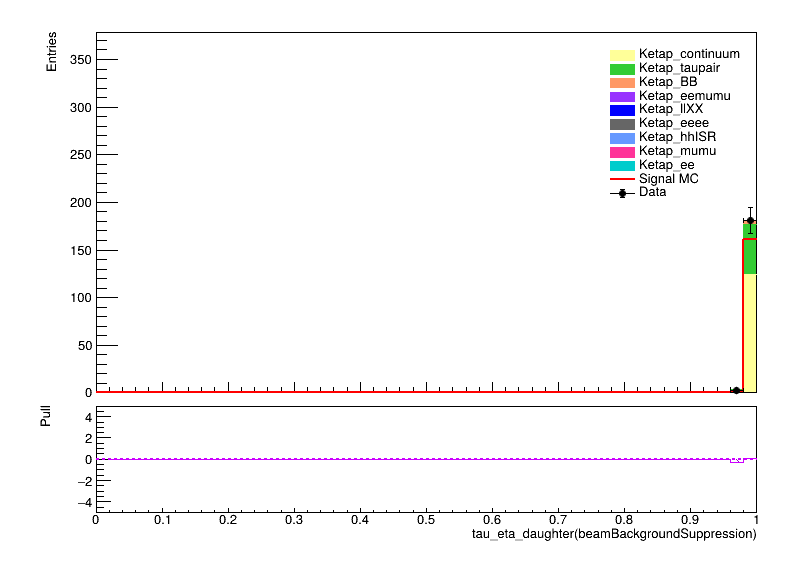 Entries
350
300
250
200
150
100
50
0
Ketap_continuum
Ketap_taupair
Ketap_BB
Ketap_eemumu
Ketap_llXX
Ketap_eeee
Ketap_hhISR
Ketap_mumu
Ketap_ee
Signal MC
Data
Pull
4
2
0
−2
−4
0 0.1 0.2 0.3 0.4 0.5 0.6 0.7 0.8 0.9 1
tau_eta_daughter(beamBackgroundSuppression)